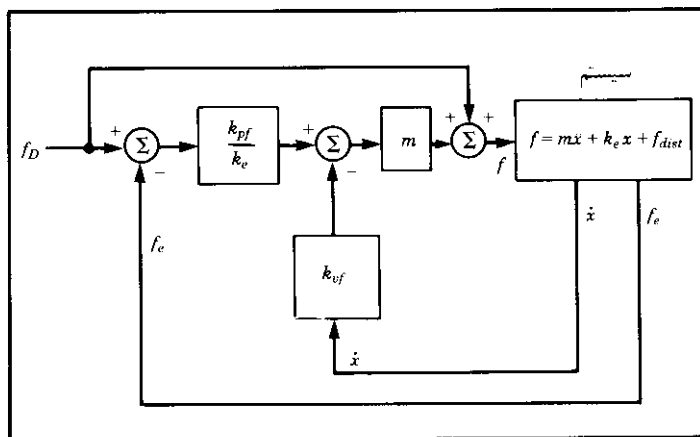 f_D
+
Σ
−
k_pf
k_e
+
Σ
−
m
+
+
Σ
f
f = mẍ + k_e x + f_dist
ẋ
f_e
f_e
k_vf
ẋ